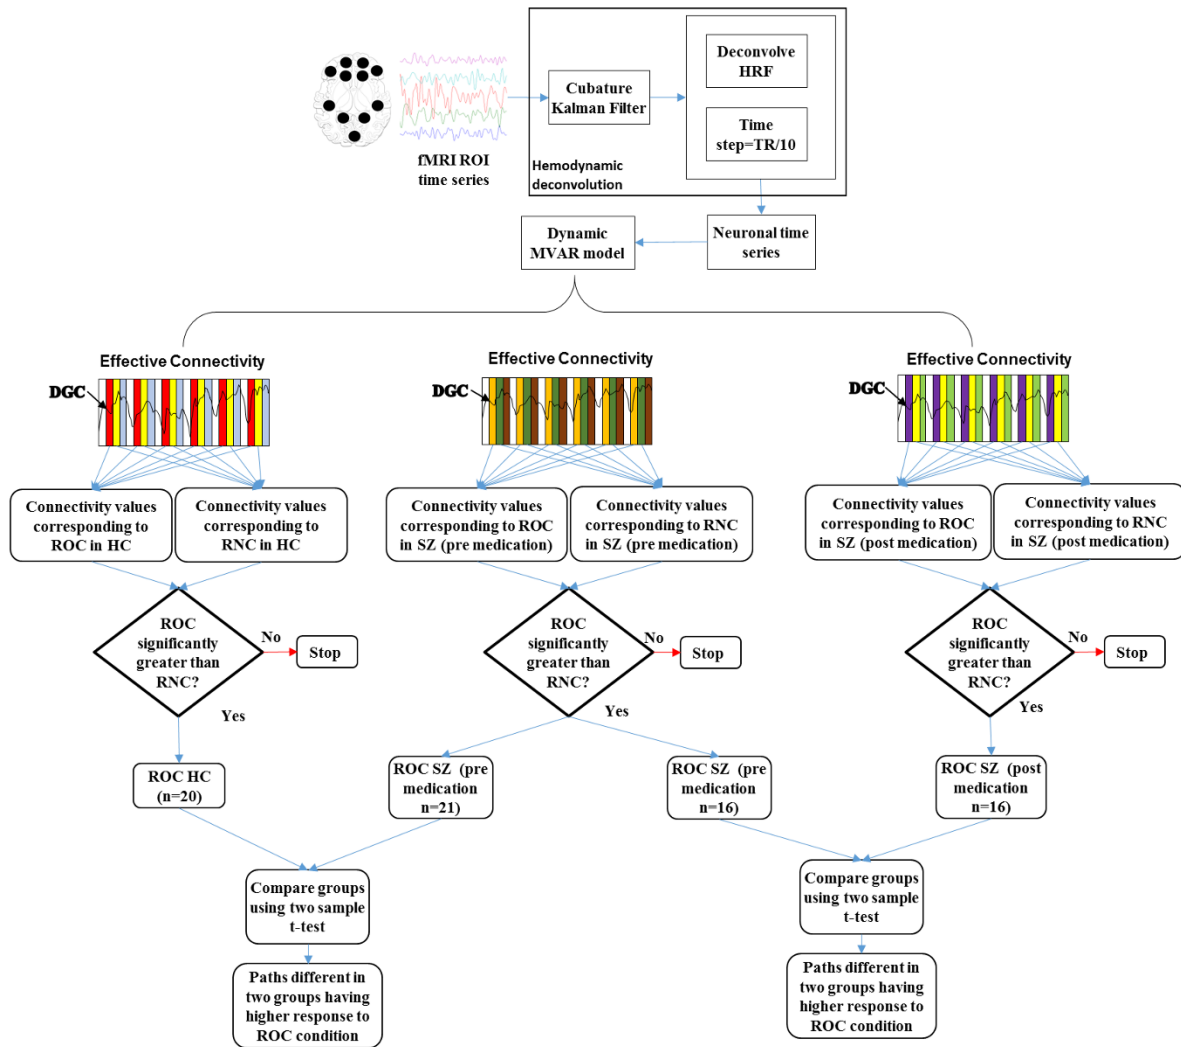 Deconvolve
HRF
Cubature
Kalman Filter
Time
step=TR/10
fMRI ROI
time series
Hemodynamic
deconvolution
Dynamic
MVAR model
Neuronal time
series
Effective Connectivity
DGC
Effective Connectivity
DGC
Effective Connectivity
DGC
Connectivity values
corresponding to
ROC in HC
Connectivity values
corresponding to
RNC in HC
Connectivity values
corresponding to ROC
in SZ (pre medication)
Connectivity values
corresponding to RNC
in SZ (pre medication)
Connectivity values
corresponding to ROC
in SZ (post medication)
Connectivity values
corresponding to RNC
in SZ (post medication)
ROC
significantly
greater than
RNC?
No
Stop
Yes
ROC
significantly
greater than
RNC?
No
Stop
Yes
ROC
significantly
greater than
RNC?
No
Stop
Yes
ROC HC
(n=20)
ROC SZ (pre
medication
n=21)
ROC SZ (pre
medication
n=16)
ROC SZ (post
medication
n=16)
Compare groups
using two sample
t-test
Compare groups
using two sample
t-test
Paths different in
two groups having
higher response to
ROC condition
Paths different in
two groups having
higher response to
ROC condition